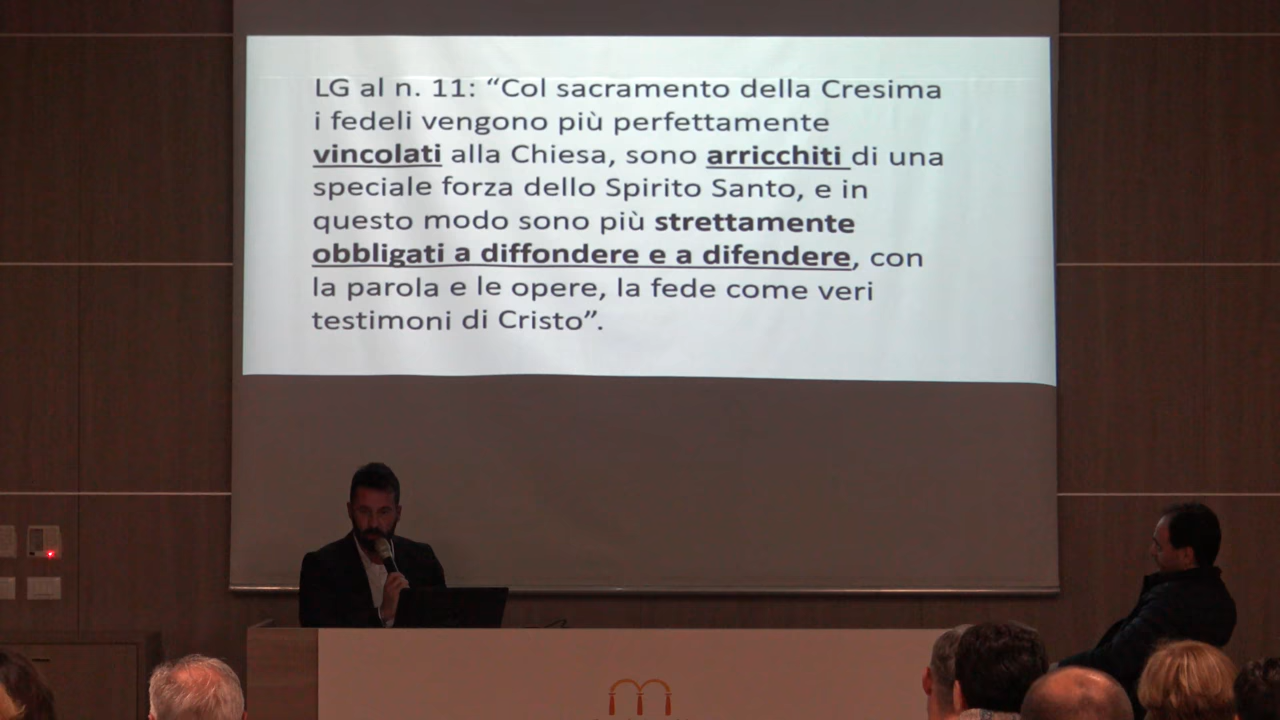 LG al n. 11: “Col sacramento della Cresima
i fedeli vengono più perfettamente
vincolati alla Chiesa, sono arricchiti di una
speciale forza dello Spirito Santo, e in
questo modo sono più strettamente
obbligati a diffondere e a difendere, con
la parola e le opere, la fede come veri
testimoni di Cristo”.